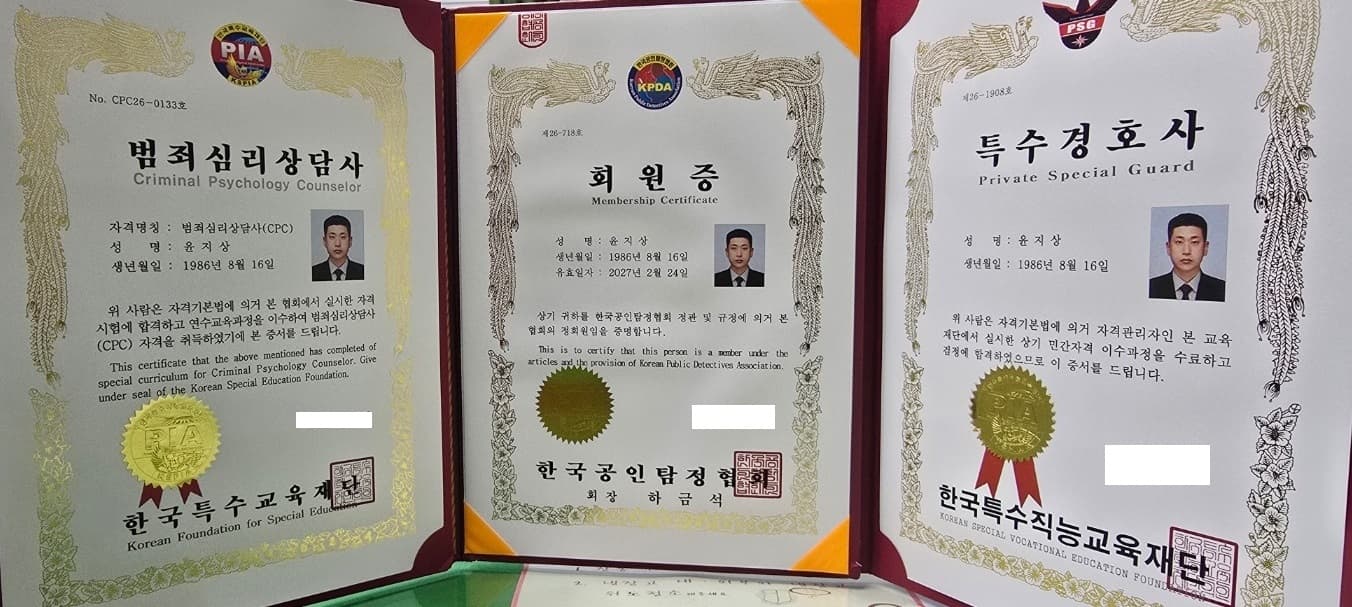 PIA
KSPIA
No. CPC26-0133호
범죄심리상담사
Criminal Psychology Counselor
자격명칭 : 범죄심리상담사(CPC)
성 명 : 윤지상
생년월일 : 1986년 8월 16일
위 사람은 자격기본법에 의거 본 협회에서 실시한 자격
시험에 합격하고 연수교육과정을 이수하여 범죄심리상담사
(CPC) 자격을 취득하였기에 본 증서를 드립니다.
This certificate that the above mentioned has completed of
special curriculum for Criminal Psychology Counselor. Give
under seal of the Korean Special Education Foundation.
PIA
한국특수교육재단
Korean Foundation for Special Education
KPDA
제26-718호
회원증
Membership Certificate
성 명 : 윤지상
생년월일 : 1986년 8월 16일
유효일자 : 2027년 2월 24일
상기 귀하를 한국공인탐정협회 정관 및 규정에 의거 본
협회의 정회원임을 증명합니다.
This is to certify that this person is a member under the
articles and the provision of Korean Public Detectives Association.
한국공인탐정협회
회장 하금석
PSG
제26-1908호
특수경호사
Private Special Guard
성 명 : 윤지상
생년월일 : 1986년 8월 16일
위 사람은 자격기본법에 의거 자격관리자인 본 교육
재단에서 실시한 상기 민간자격 이수과정을 수료하고
결정에 합격하였으므로 이 증서를 드립니다.
PIA
한국특수직능교육재단
KOREAN SPECIAL VOCATIONAL EDUCATION FOUNDATION